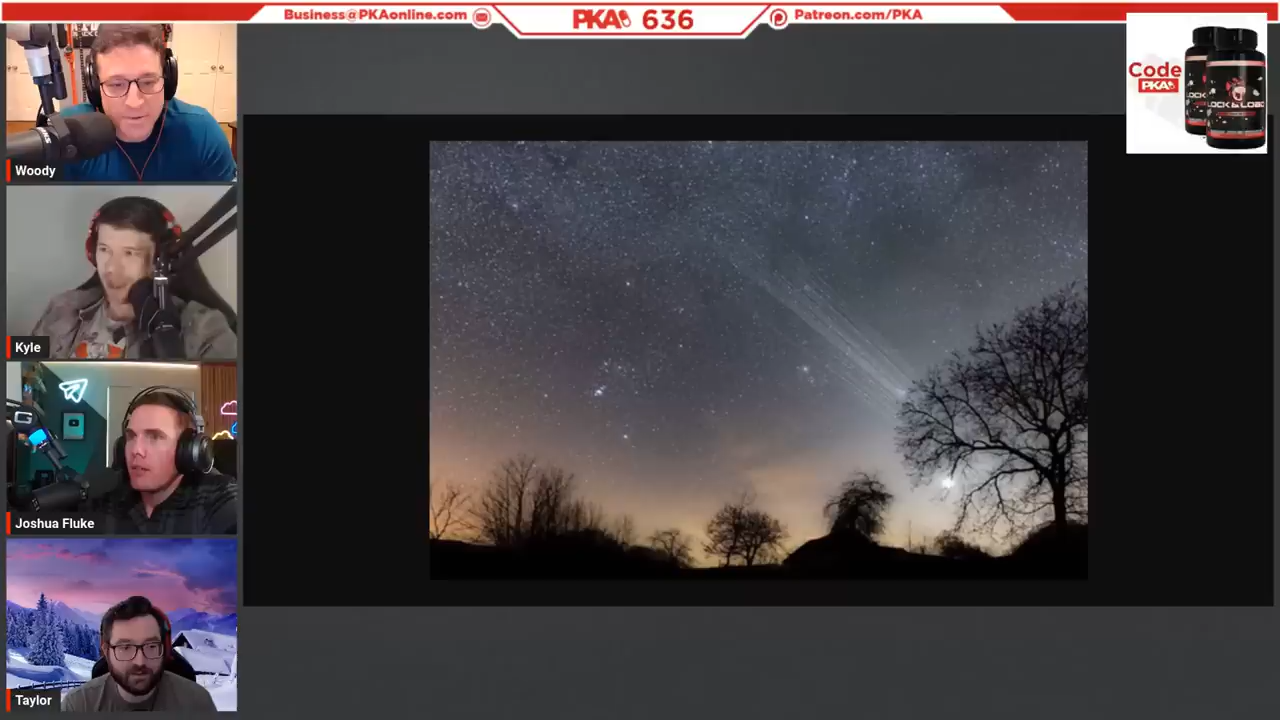 Business@PKAonline.com
PKA 636
Patreon.com/PKA
Code
PKA
LOCK & LOAD
Woody
Kyle
Joshua Fluke
Taylor